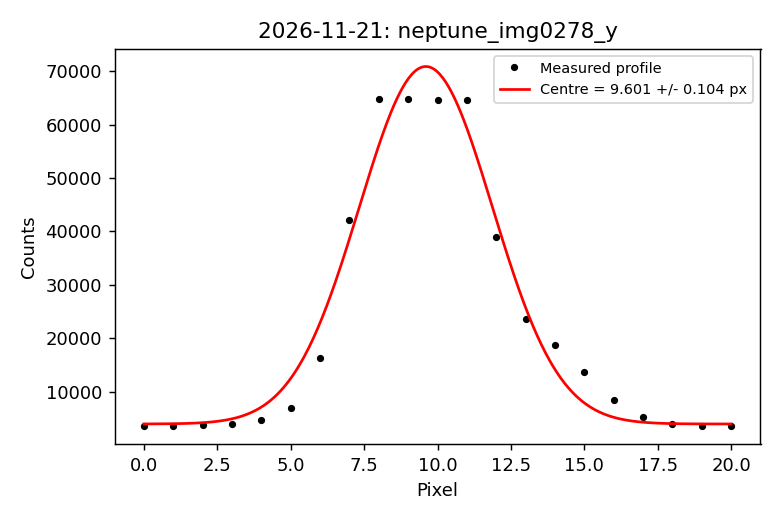 2026-11-21: neptune_img0278_y
Measured profile
Centre = 9.601 +/- 0.104 px
70000
60000
50000
40000
30000
20000
10000
Counts
0.0 2.5 5.0 7.5 10.0 12.5 15.0 17.5 20.0
Pixel